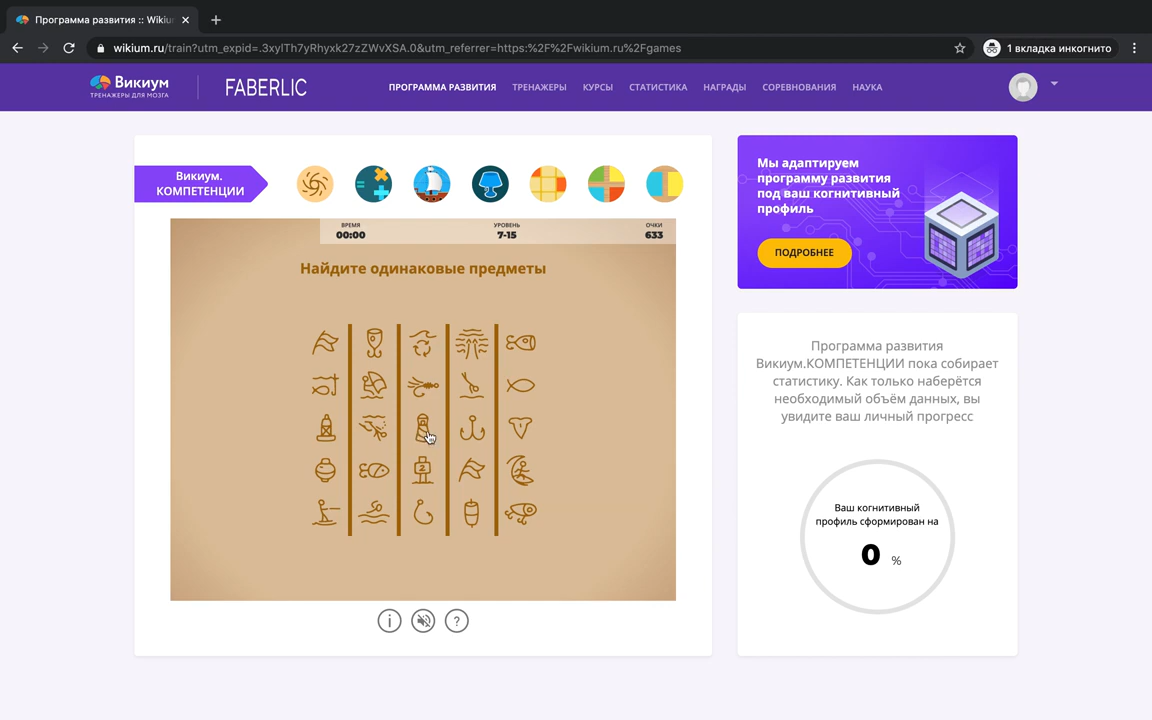 Программа развития :: Wikiu
wikium.ru/train?utm_expid=.3xyITh7yRhyxk27zZWvXSA.0&utm_referrer=https:%2F%2Fwikium.ru%2Fgames
1 вкладка инкогнито
Викиум
ТРЕНАЖЕРЫ ДЛЯ МОЗГА
FABERLIC
ПРОГРАММА РАЗВИТИЯ
ТРЕНАЖЕРЫ
КУРСЫ
СТАТИСТИКА
НАГРАДЫ
СОРЕВНОВАНИЯ
НАУКА
Викиум.
КОМПЕТЕНЦИИ
ВРЕМЯ
00:00
УРОВЕНЬ
7-15
ОЧКИ
633
Найдите одинаковые предметы
2
Мы адаптируем
программу развития
под ваш когнитивный
профиль
ПОДРОБНЕЕ
Программа развития
Викиум.КОМПЕТЕНЦИИ пока собирает
статистику. Как только наберётся
необходимый объём данных, вы
увидите ваш личный прогресс
Ваш когнитивный
профиль сформирован на
0 %